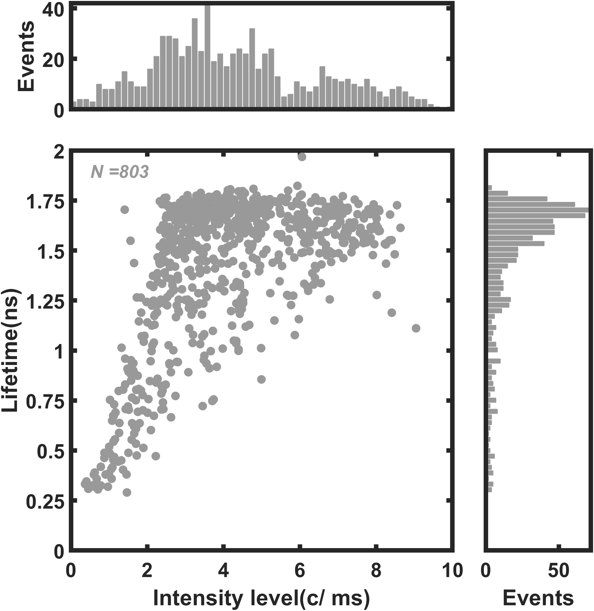 40
20
0
Events
N =803
2
1.75
1.5
1.25
1
0.75
0.5
0.25
0
Lifetime(ns)
0 2 4 6 8 10
Intensity level(c/ ms)
0 50
Events